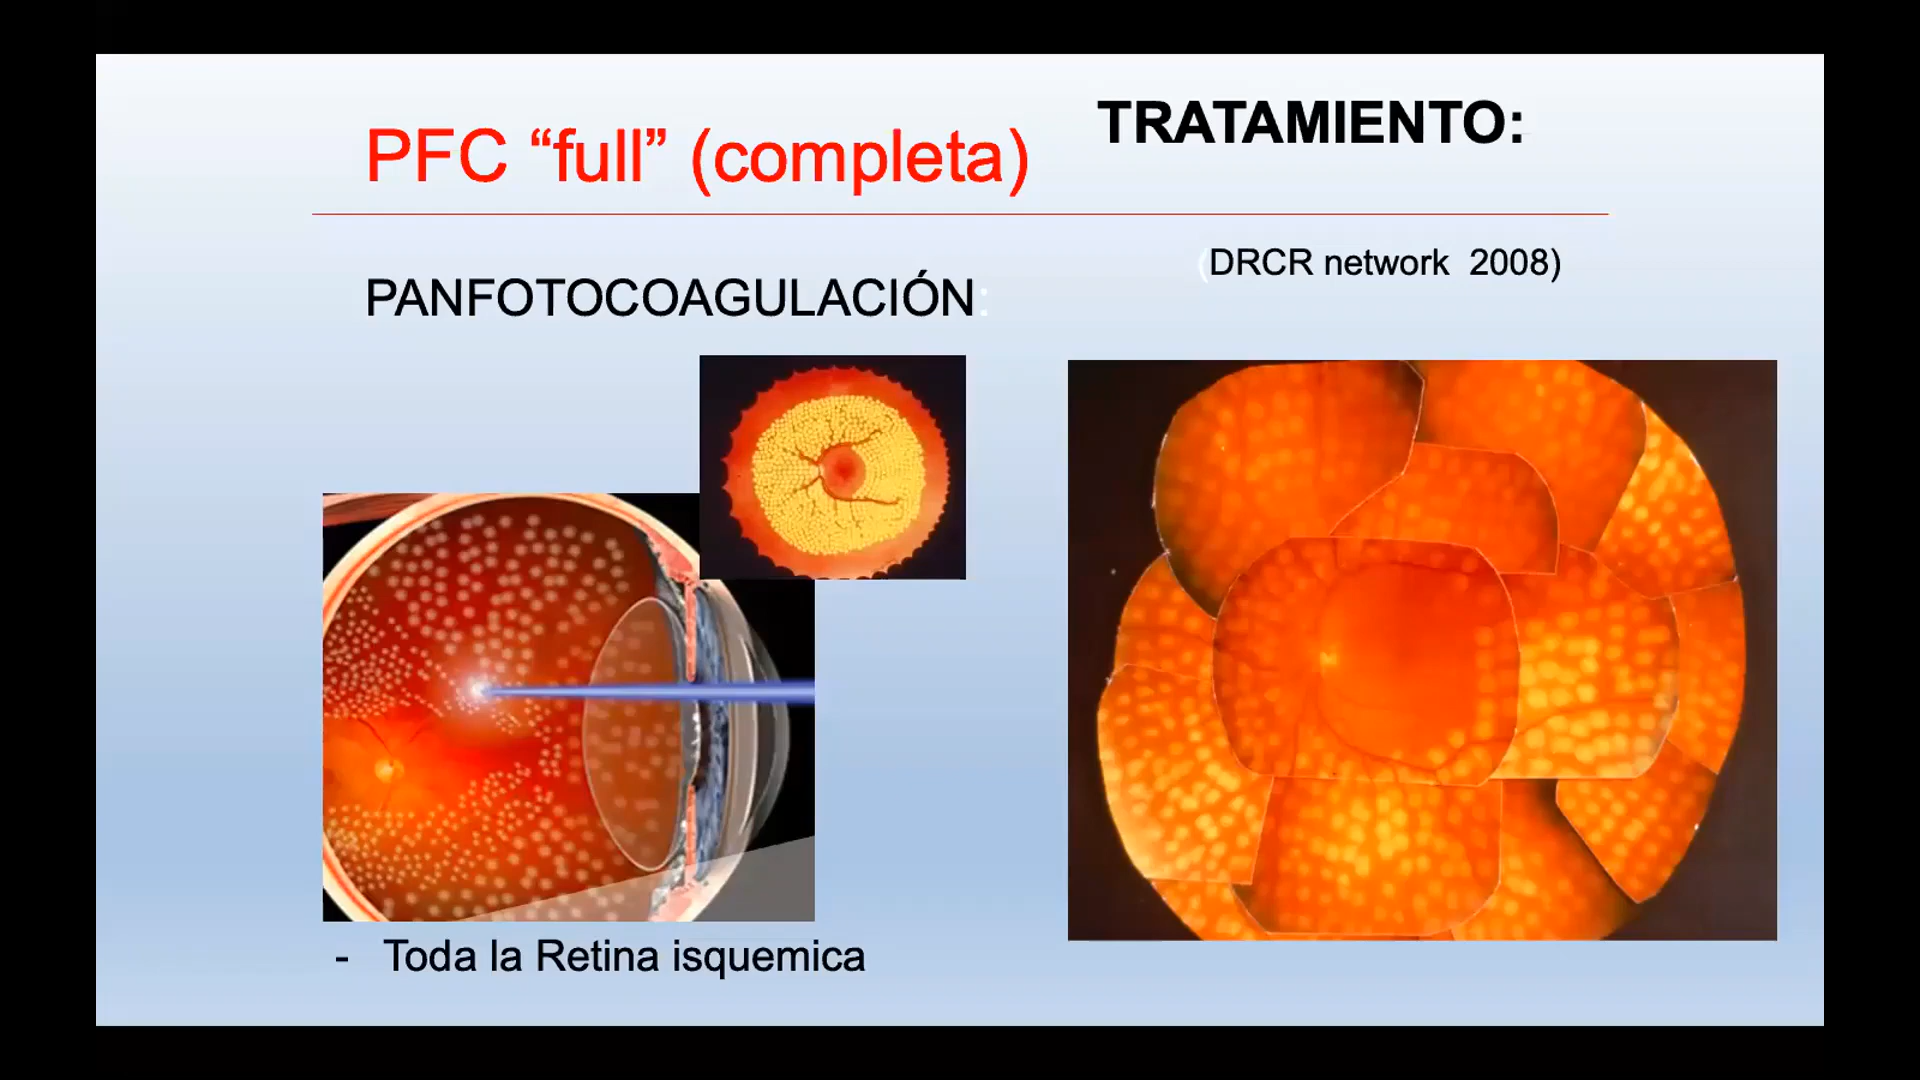 TRATAMIENTO:
PFC “full” (completa)
(DRCR network 2008)
PANFOTOCOAGULACIÓN:
- Toda la Retina isquemica